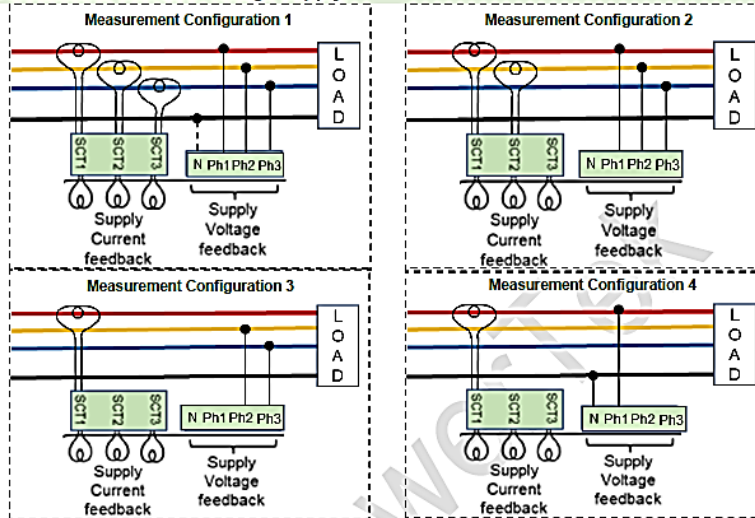 Measurement Configuration 1
L
O
A
D
SCT1
SCT2
SCT3
N Ph1 Ph2 Ph3
Supply
Current
feedback
Supply
Voltage
feedback
Measurement Configuration 2
L
O
A
D
SCT1
SCT2
SCT3
N Ph1 Ph2 Ph3
Supply
Current
feedback
Supply
Voltage
feedback
Measurement Configuration 3
L
O
A
D
SCT1
SCT2
SCT3
N Ph1 Ph2 Ph3
Supply
Current
feedback
Supply
Voltage
feedback
Measurement Configuration 4
L
O
A
D
SCT1
SCT2
SCT3
N Ph1 Ph2 Ph3
Supply
Current
feedback
Supply
Voltage
feedback